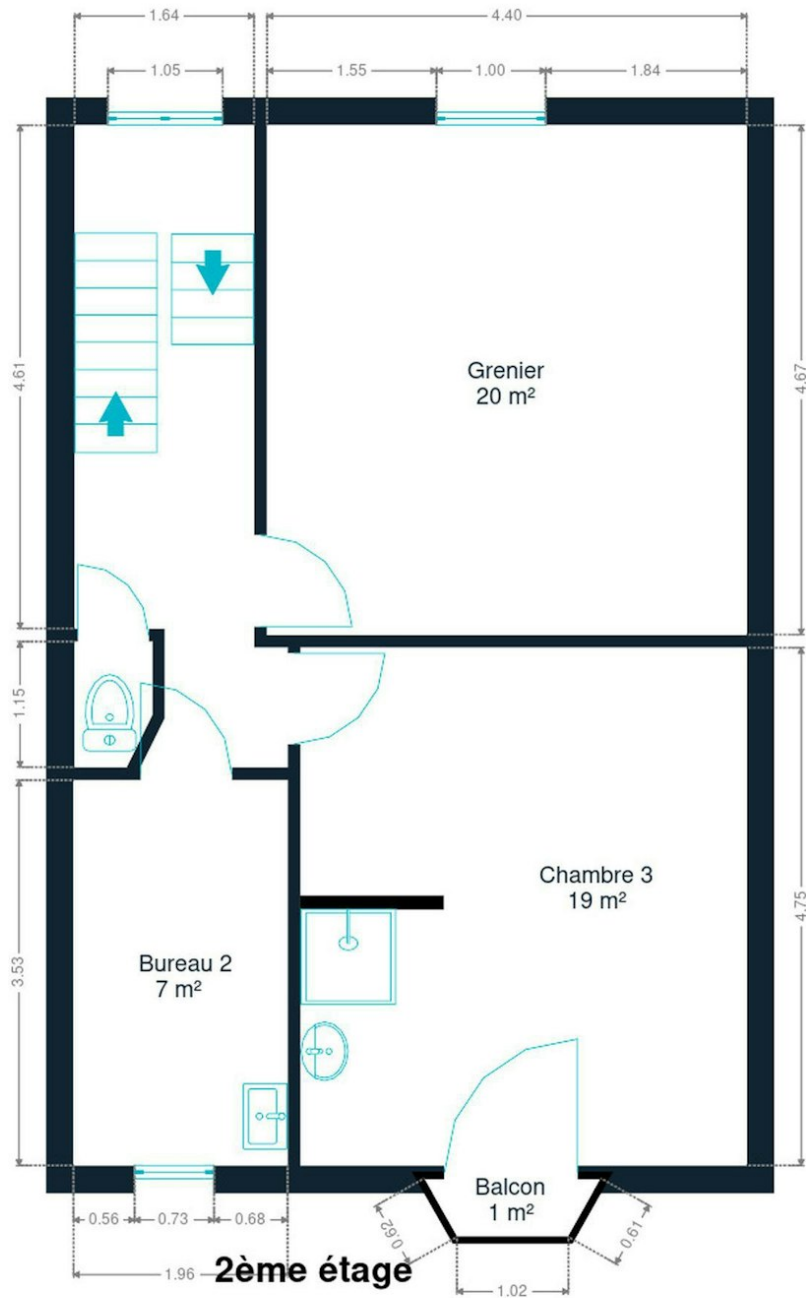 1.64
4.40
1.05
1.55
1.00
1.84
4.61
4.67
Grenier
20 m²
1.15
Chambre 3
19 m²
4.75
3.53
Bureau 2
7 m²
Balcon
1 m²
0.56
0.73
0.68
0.62
0.61
1.96
2ème étage
1.02